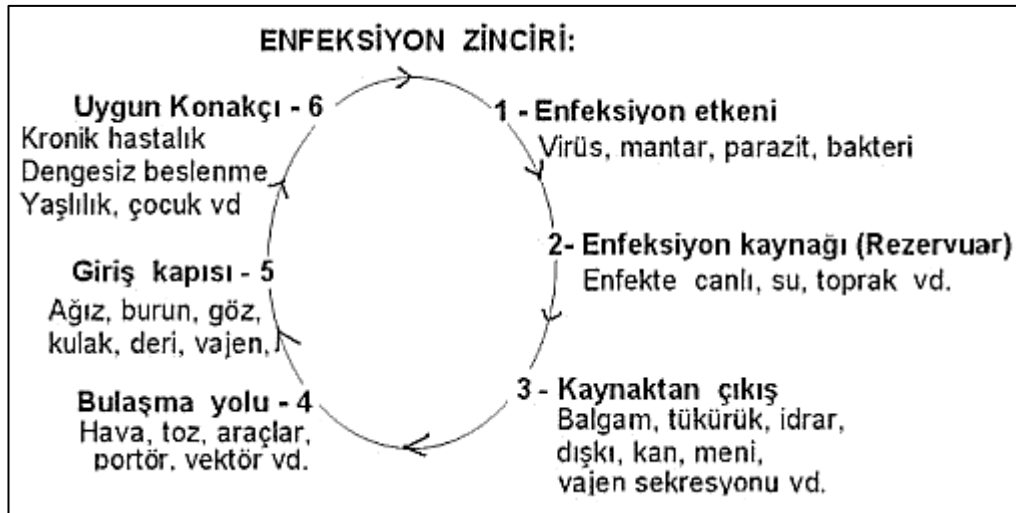 ENFEKSİYON ZİNCİRİ:
1 - Enfeksiyon etkeni
Virüs, mantar, parazit, bakteri
2- Enfeksiyon kaynağı (Rezervuar)
Enfekte canlı, su, toprak vd.
3 - Kaynaktan çıkış
Balgam, tükürük, idrar,
dışkı, kan, meni,
vajen sekresyonu vd.
Bulaşma yolu - 4
Hava, toz, araçlar,
portör, vektör vd.
Giriş kapısı - 5
Ağız, burun, göz,
kulak, deri, vajen,
Uygun Konakçı - 6
Kronik hastalık
Dengesiz beslenme
Yaşlılık, çocuk vd